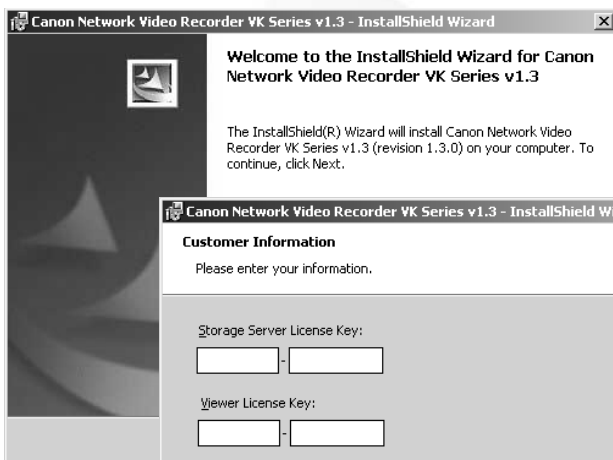 Canon Network Video Recorder VK Series v1.3 - InstallShield Wizard
Welcome to the InstallShield Wizard for Canon
Network Video Recorder VK Series v1.3
The InstallShield(R) Wizard will install Canon Network Video
Recorder VK Series v1.3 (revision 1.3.0) on your computer. To
continue, click Next.
Canon Network Video Recorder VK Series v1.3 - InstallShield Wi
Customer Information
Please enter your information.
Storage Server License Key:
-
Viewer License Key:
-